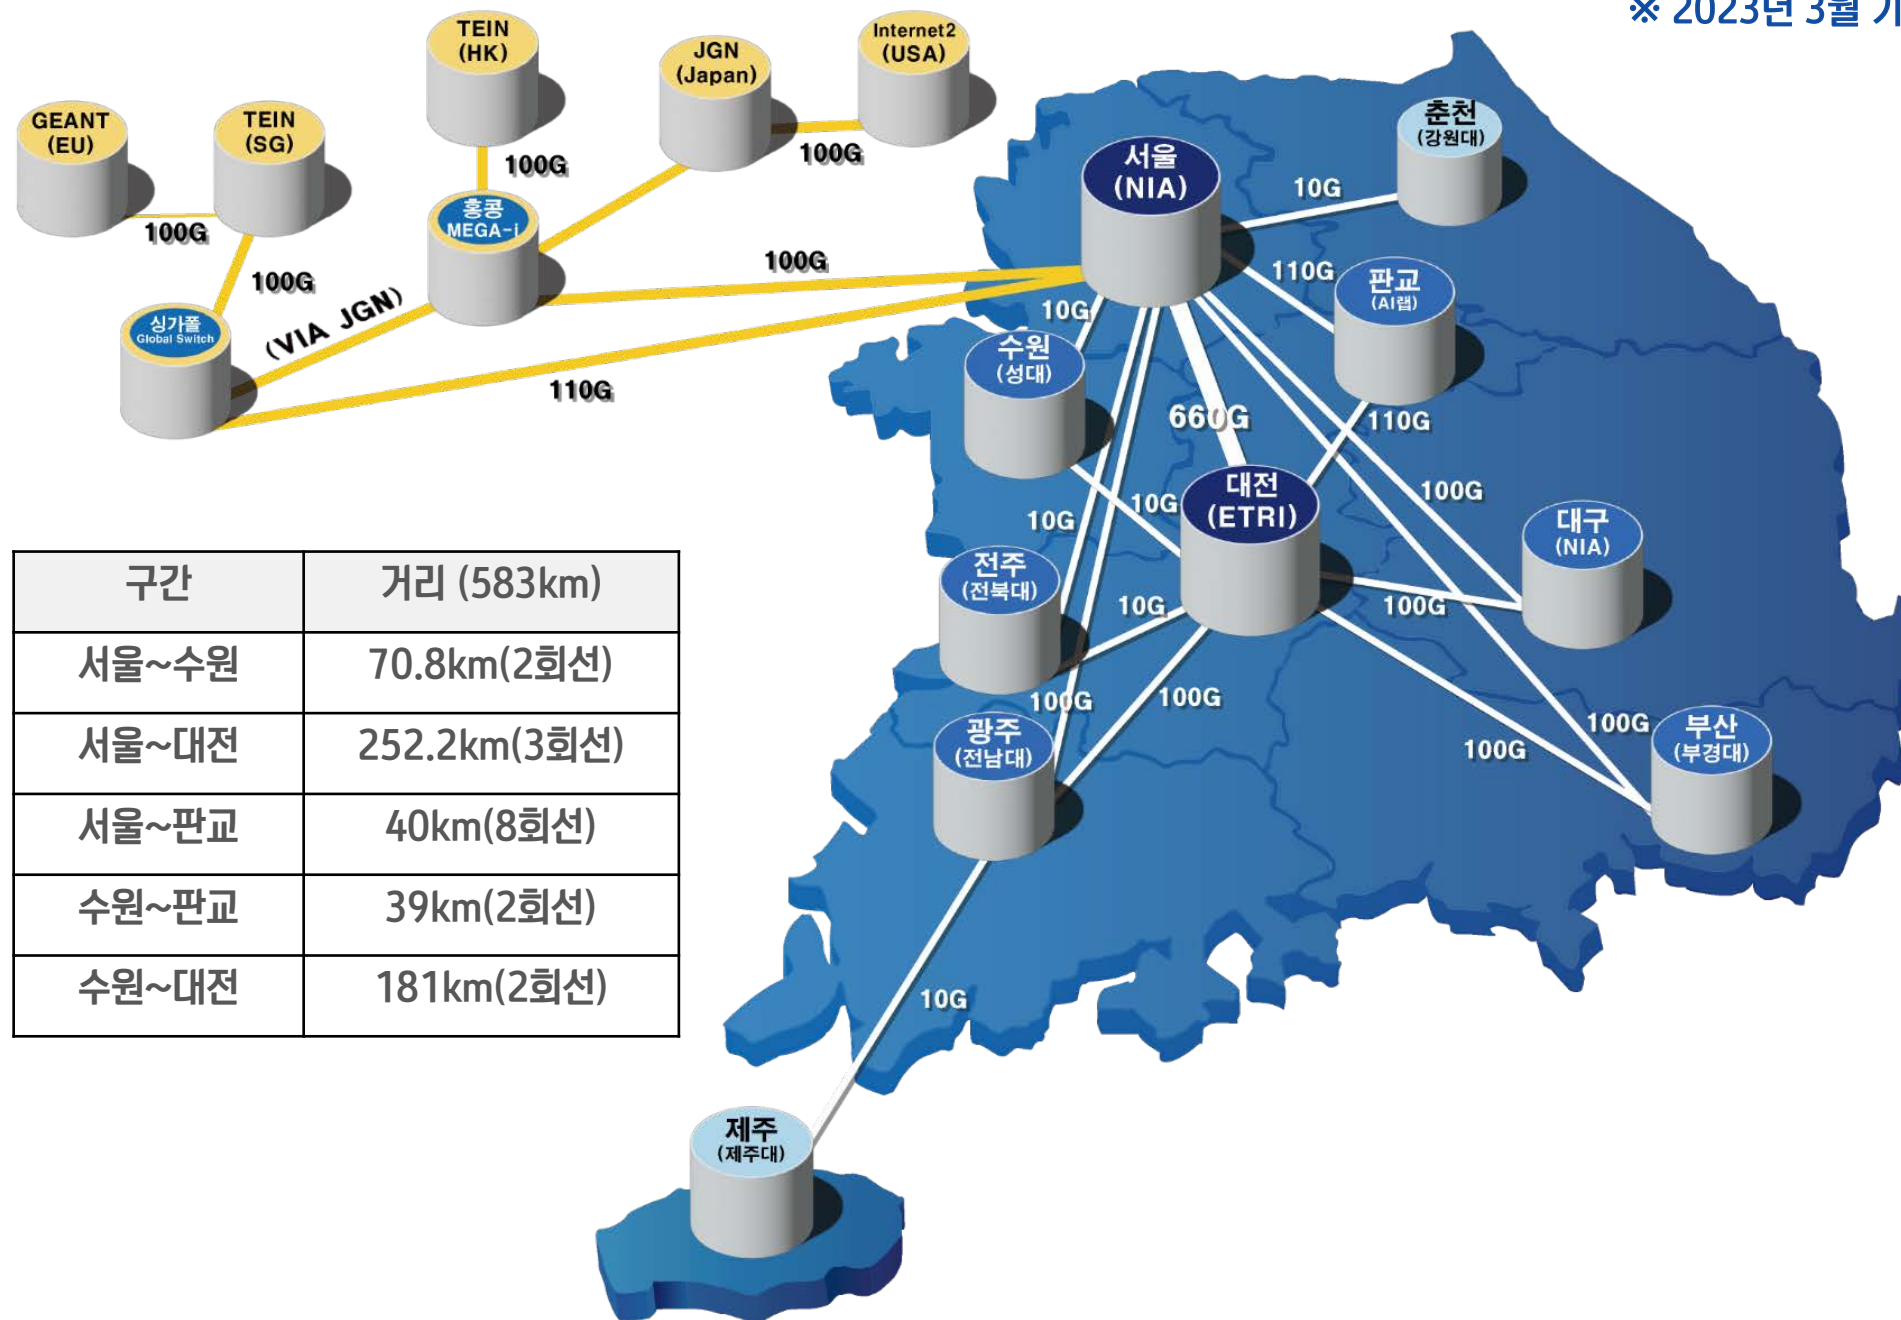 ※ 2023년 3월 기
TEIN
(HK)
JGN
(Japan)
Internet2
(USA)
GEANT
(EU)
TEIN
(SG)
100G
100G
100G
100G
홍콩
MEGA-i
싱가폴
Global Switch
(VIA JGN)
100G
110G
서울
(NIA)
춘천
(강원대)
10G
110G
판교
(AI랩)
10G
수원
(성대)
660G
110G
10G
10G
대전
(ETRI)
100G
대구
(NIA)
전주
(전북대)
10G
100G
100G
100G
광주
(전남대)
100G
100G
부산
(부경대)
10G
제주
(제주대)
구간 거리 (583km)
서울~수원 70.8km(2회선)
서울~대전 252.2km(3회선)
서울~판교 40km(8회선)
수원~판교 39km(2회선)
수원~대전 181km(2회선)